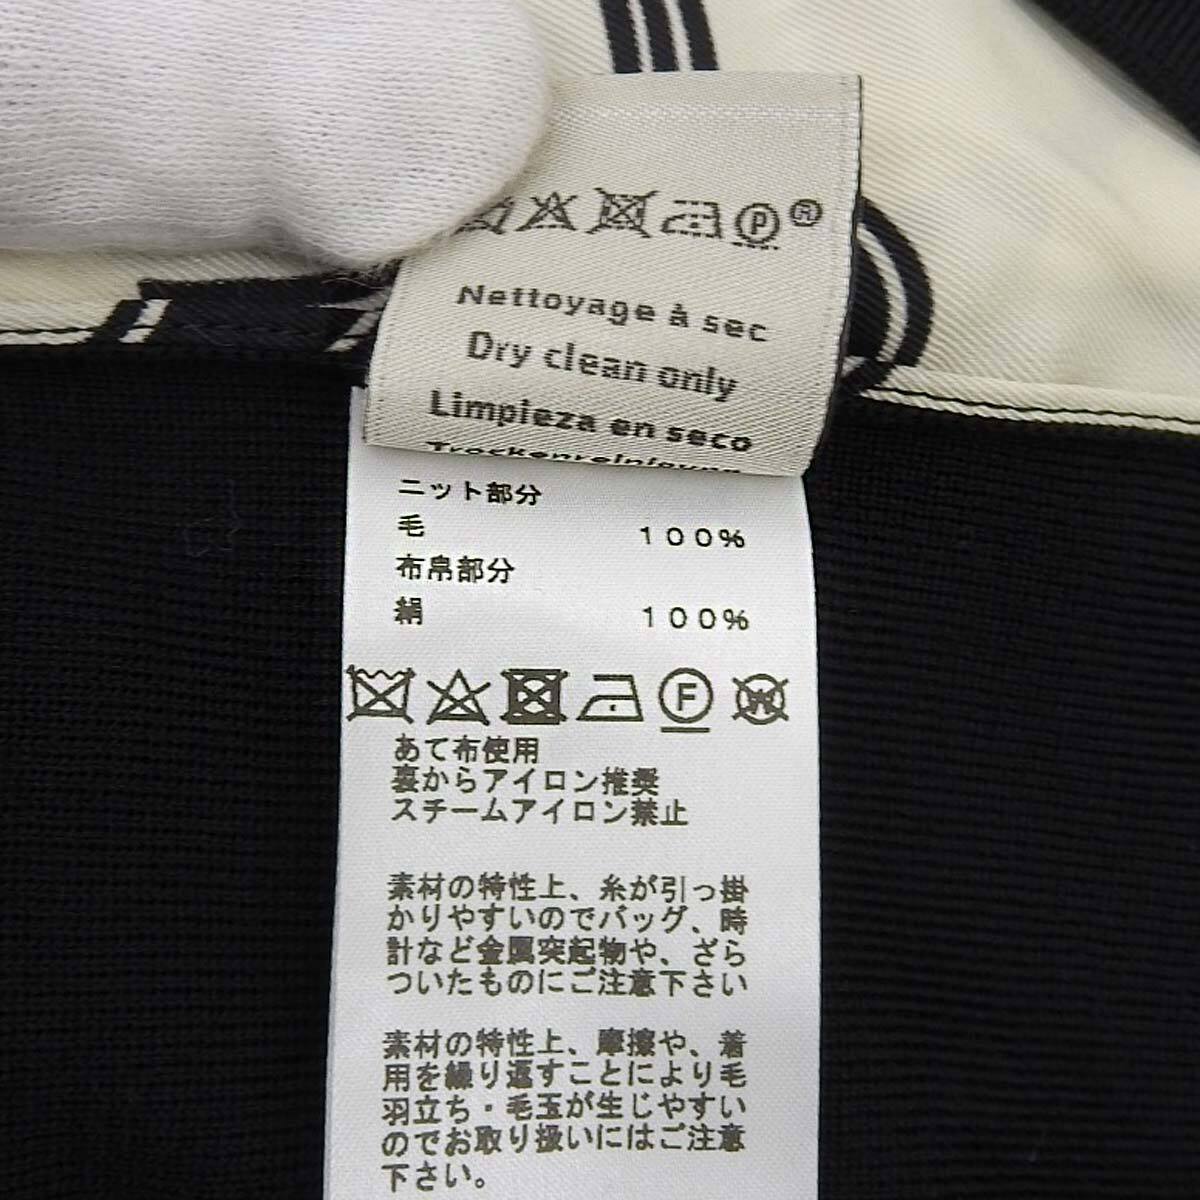 P
Nettoyage à sec
Dry clean only
Limpieza en seco
Trockenreinigung
ニット部分
毛 100%
布帛部分
絹 100%
F W
あて布使用
裏からアイロン推奨
スチームアイロン禁止
素材の特性上、糸が引っ掛
かりやすいのでバッグ、時
計など金属突起物や、ざら
ついたものにご注意下さい
素材の特性上、摩擦や、着
用を繰り返すことにより毛
羽立ち・毛玉が生じやすい
のでお取り扱いにはご注意
下さい。